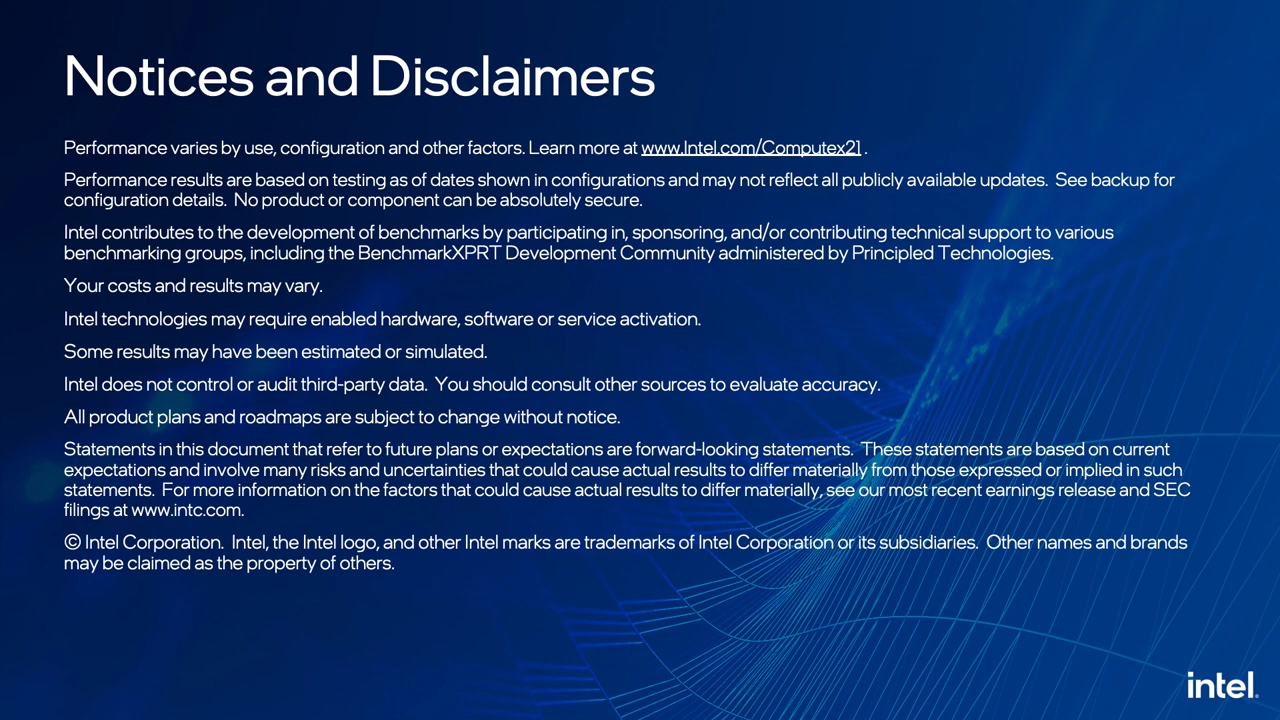 Notices and Disclaimers
Performance varies by use, configuration and other factors. Learn more at www.Intel.com/Computex21 .
Performance results are based on testing as of dates shown in configurations and may not reflect all publicly available updates.  See backup for
configuration details.  No product or component can be absolutely secure.
Intel contributes to the development of benchmarks by participating in, sponsoring, and/or contributing technical support to various
benchmarking groups, including the BenchmarkXPRT Development Community administered by Principled Technologies.
Your costs and results may vary.
Intel technologies may require enabled hardware, software or service activation.
Some results may have been estimated or simulated.
Intel does not control or audit third-party data.  You should consult other sources to evaluate accuracy.
All product plans and roadmaps are subject to change without notice.
Statements in this document that refer to future plans or expectations are forward-looking statements.  These statements are based on current
expectations and involve many risks and uncertainties that could cause actual results to differ materially from those expressed or implied in such
statements.  For more information on the factors that could cause actual results to differ materially, see our most recent earnings release and SEC
filings at www.intc.com.
© Intel Corporation.  Intel, the Intel logo, and other Intel marks are trademarks of Intel Corporation or its subsidiaries.  Other names and brands
may be claimed as the property of others.
intel.